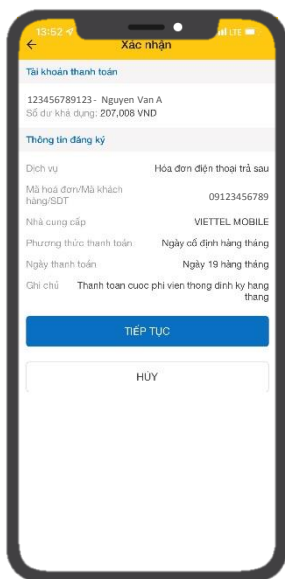 13:52
LTE
Xác nhận
Tài khoản thanh toán
123456789123 - Nguyen Van A
Số dư khả dụng: 207,008 VND
Thông tin đăng ký
Dịch vụ Hóa đơn điện thoại trả sau
Mã hoá đơn/Mã khách
hàng/SDT 09123456789
Nhà cung cấp VIETTEL MOBILE
Phương thức thanh toán Ngày cố định hàng tháng
Ngày thanh toán Ngày 19 hàng tháng
Ghi chú Thanh toan cuoc phi vien thong dinh ky hang
thang
TIẾP TỤC
HỦY